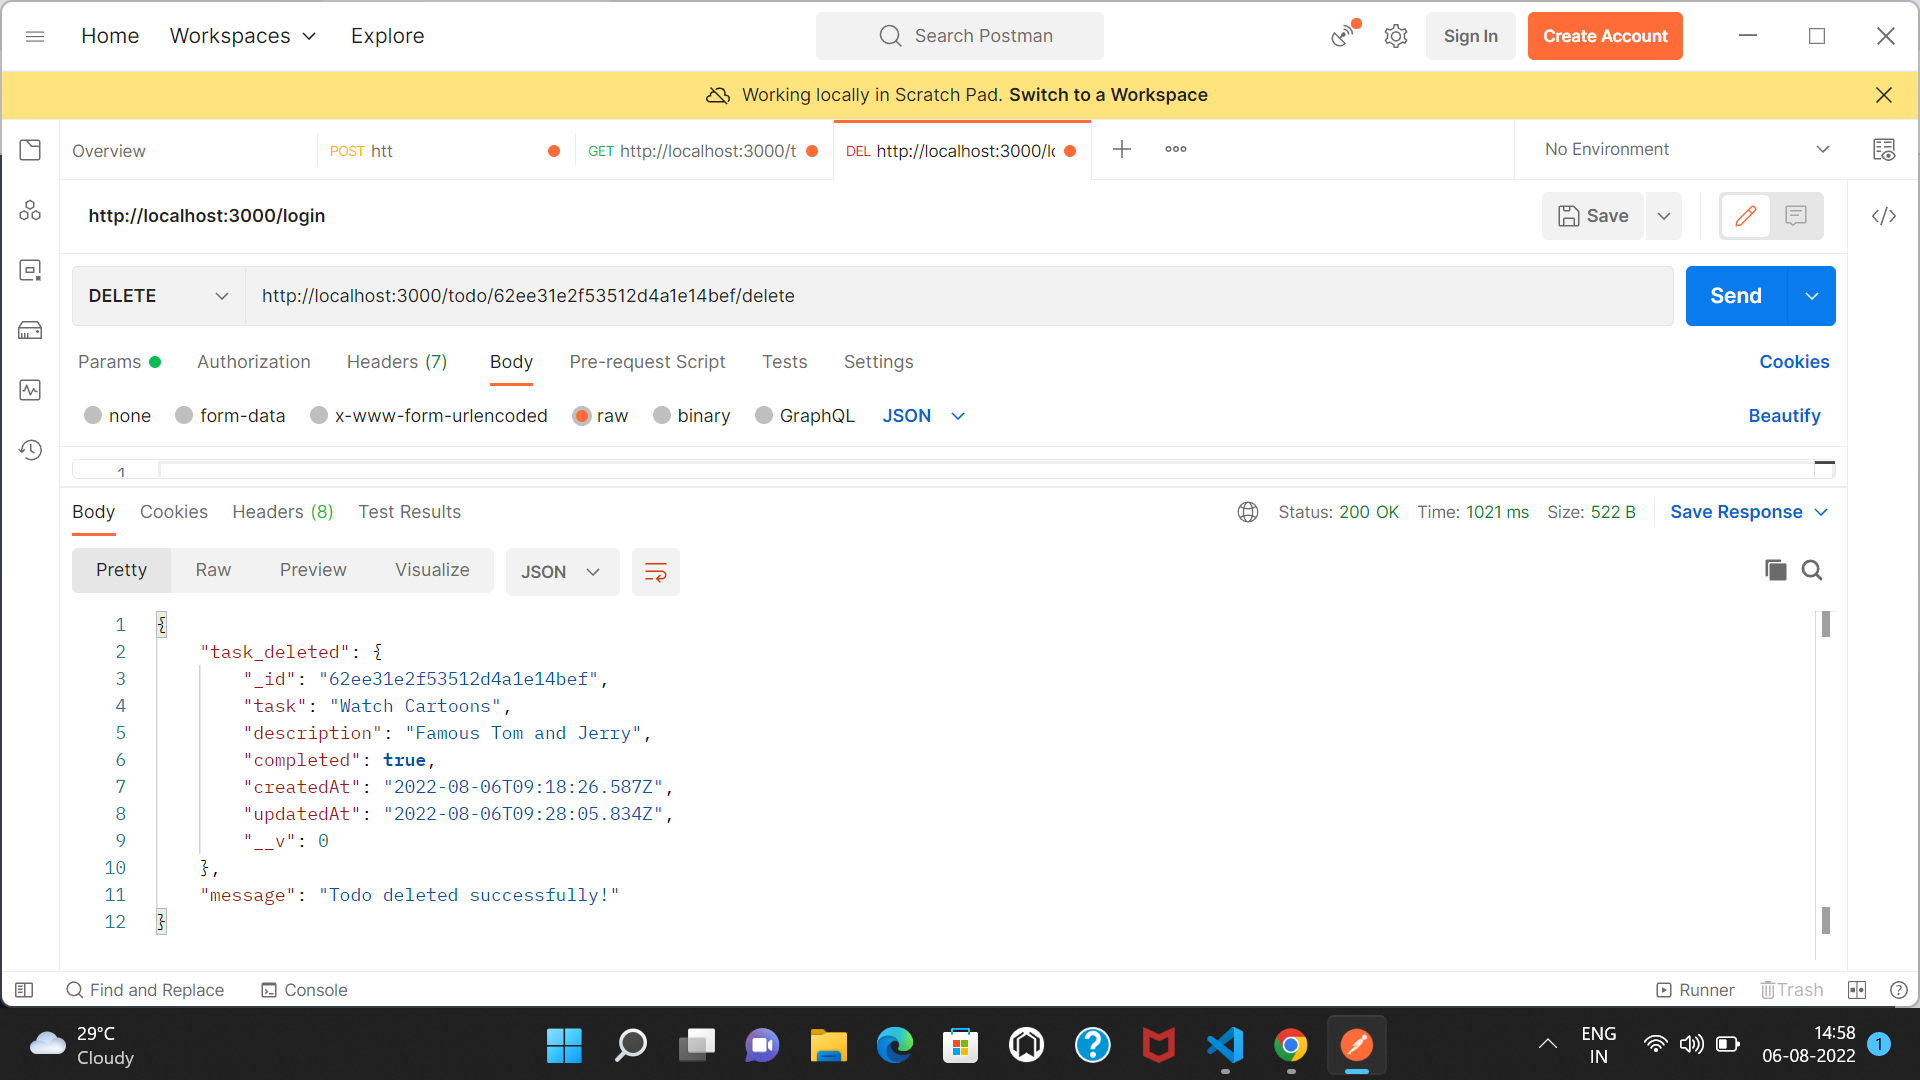 Home Workspaces Explore Search Postman Sign In Create Account
Working locally in Scratch Pad. Switch to a Workspace
Overview POST htt GET http://localhost:3000/t DEL http://localhost:3000/lo No Environment
http://localhost:3000/login Save
DELETE http://localhost:3000/todo/62ee31e2f53512d4a1e14bef/delete Send
Params Authorization Headers (7) Body Pre-request Script Tests Settings Cookies
none form-data x-www-form-urlencoded raw binary GraphQL JSON Beautify
1
Body Cookies Headers (8) Test Results Status: 200 OK Time: 1021 ms Size: 522 B Save Response
Pretty Raw Preview Visualize JSON
1 {
2 "task_deleted": {
3 "_id": "62ee31e2f53512d4a1e14bef",
4 "task": "Watch Cartoons",
5 "description": "Famous Tom and Jerry",
6 "completed": true,
7 "createdAt": "2022-08-06T09:18:26.587Z",
8 "updatedAt": "2022-08-06T09:28:05.834Z",
9 "__v": 0
10 },
11 "message": "Todo deleted successfully!"
12 }
Find and Replace Console Runner Trash
29°C ENG 14:58
Cloudy IN 06-08-2022 1